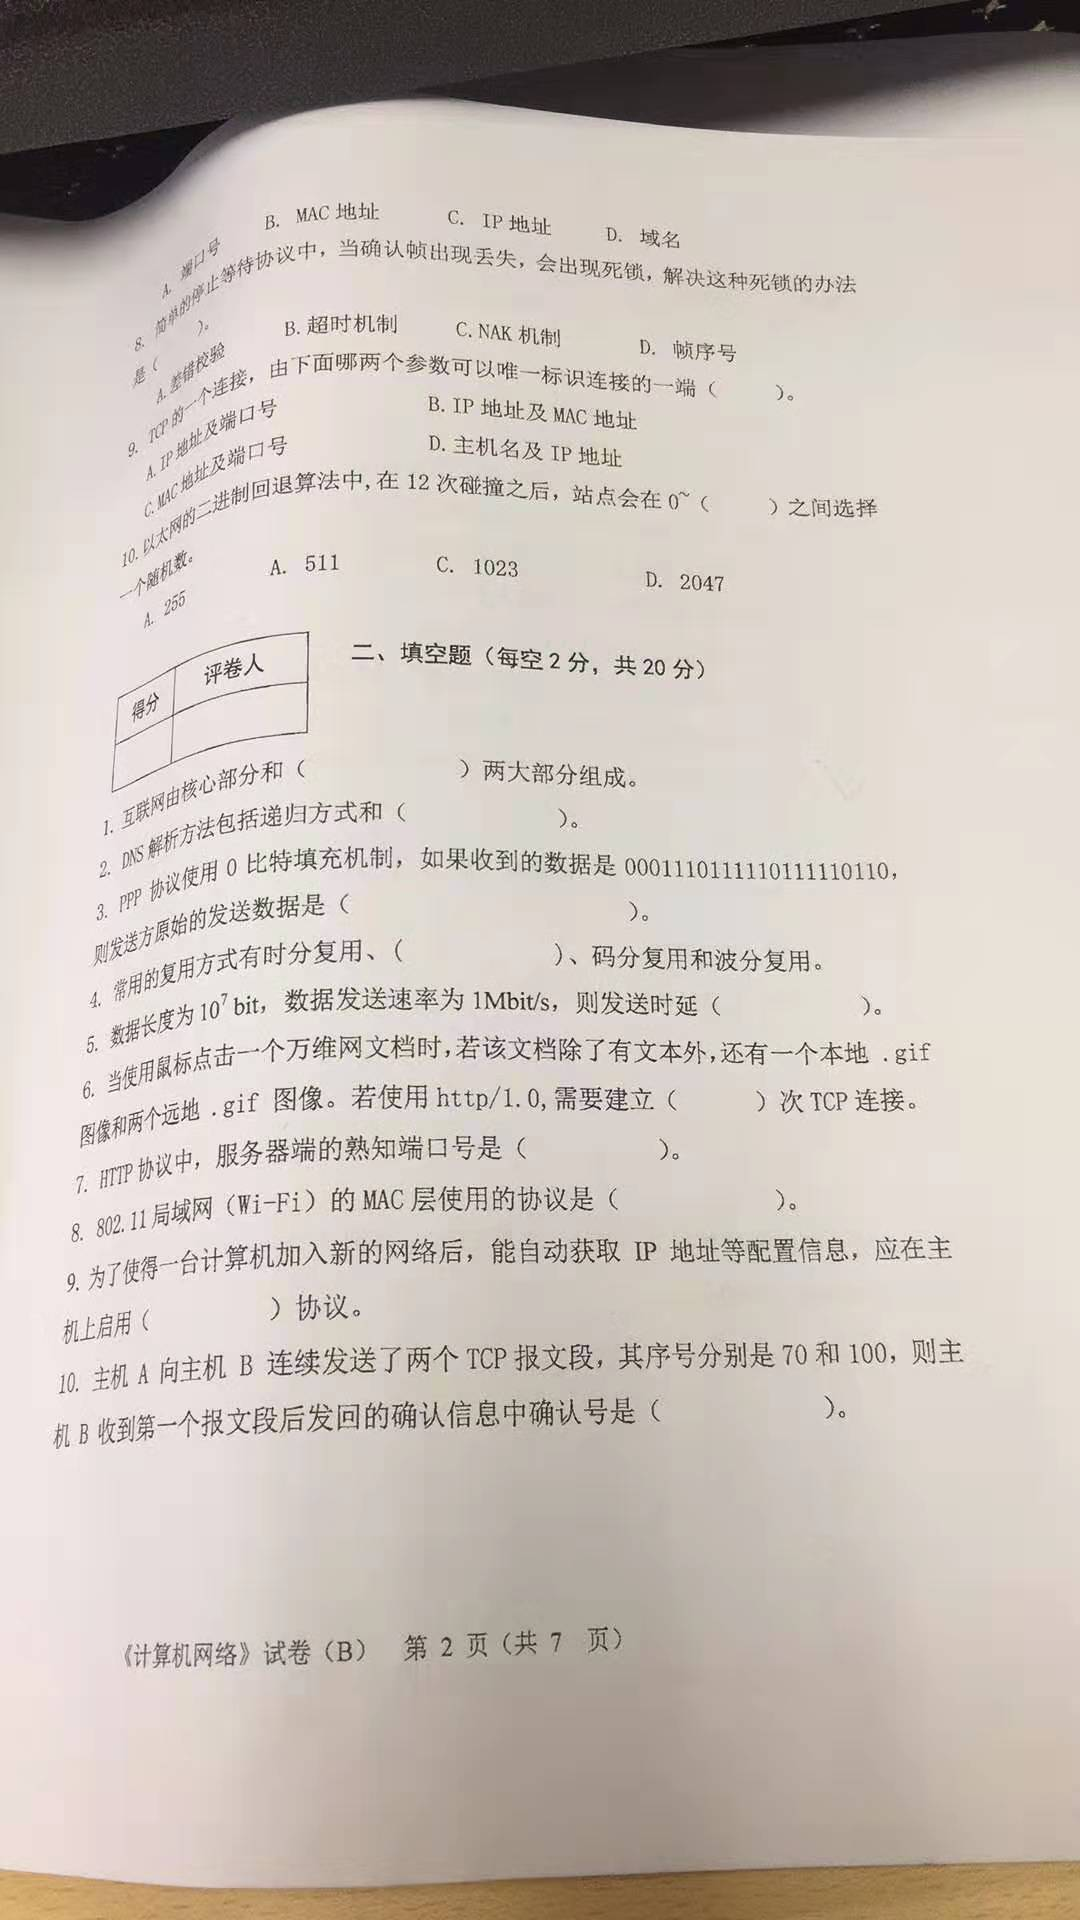 A. 端口号 B. MAC 地址 C. IP 地址 D. 域名
8. 简单的停止等待协议中，当确认帧出现丢失，会出现死锁，解决这种死锁的办法
是（ ）。
A.差错校验 B.超时机制 C.NAK 机制 D. 帧序号
9. TCP 的一个连接，由下面哪两个参数可以唯一标识连接的一端（ ）。
A.IP 地址及端口号 B.IP 地址及 MAC 地址
C.MAC 地址及端口号 D.主机名及 IP 地址
10.以太网的二进制回退算法中,在 12 次碰撞之后，站点会在 0~（ ）之间选择
一个随机数。
A. 255 A. 511 C. 1023 D. 2047
得分 评卷人
二、填空题（每空 2 分，共 20 分）
1. 互联网由核心部分和（ ）两大部分组成。
2. DNS 解析方法包括递归方式和（ ）。
3. PPP 协议使用 0 比特填充机制，如果收到的数据是 0001110111110111110110，
则发送方原始的发送数据是（ ）。
4. 常用的复用方式有时分复用、（ ）、码分复用和波分复用。
5. 数据长度为 10⁷ bit，数据发送速率为 1Mbit/s，则发送时延（ ）。
6. 当使用鼠标点击一个万维网文档时,若该文档除了有文本外,还有一个本地 .gif
图像和两个远地 .gif 图像。若使用 http/1.0,需要建立（ ）次 TCP 连接。
7. HTTP 协议中，服务器端的熟知端口号是（ ）。
8. 802.11 局域网（Wi-Fi）的 MAC 层使用的协议是（ ）。
9. 为了使得一台计算机加入新的网络后，能自动获取 IP 地址等配置信息，应在主
机上启用（ ）协议。
10. 主机 A 向主机 B 连续发送了两个 TCP 报文段，其序号分别是 70 和 100，则主
机 B 收到第一个报文段后发回的确认信息中确认号是（ ）。
《计算机网络》试卷（B） 第 2 页（共 7 页）